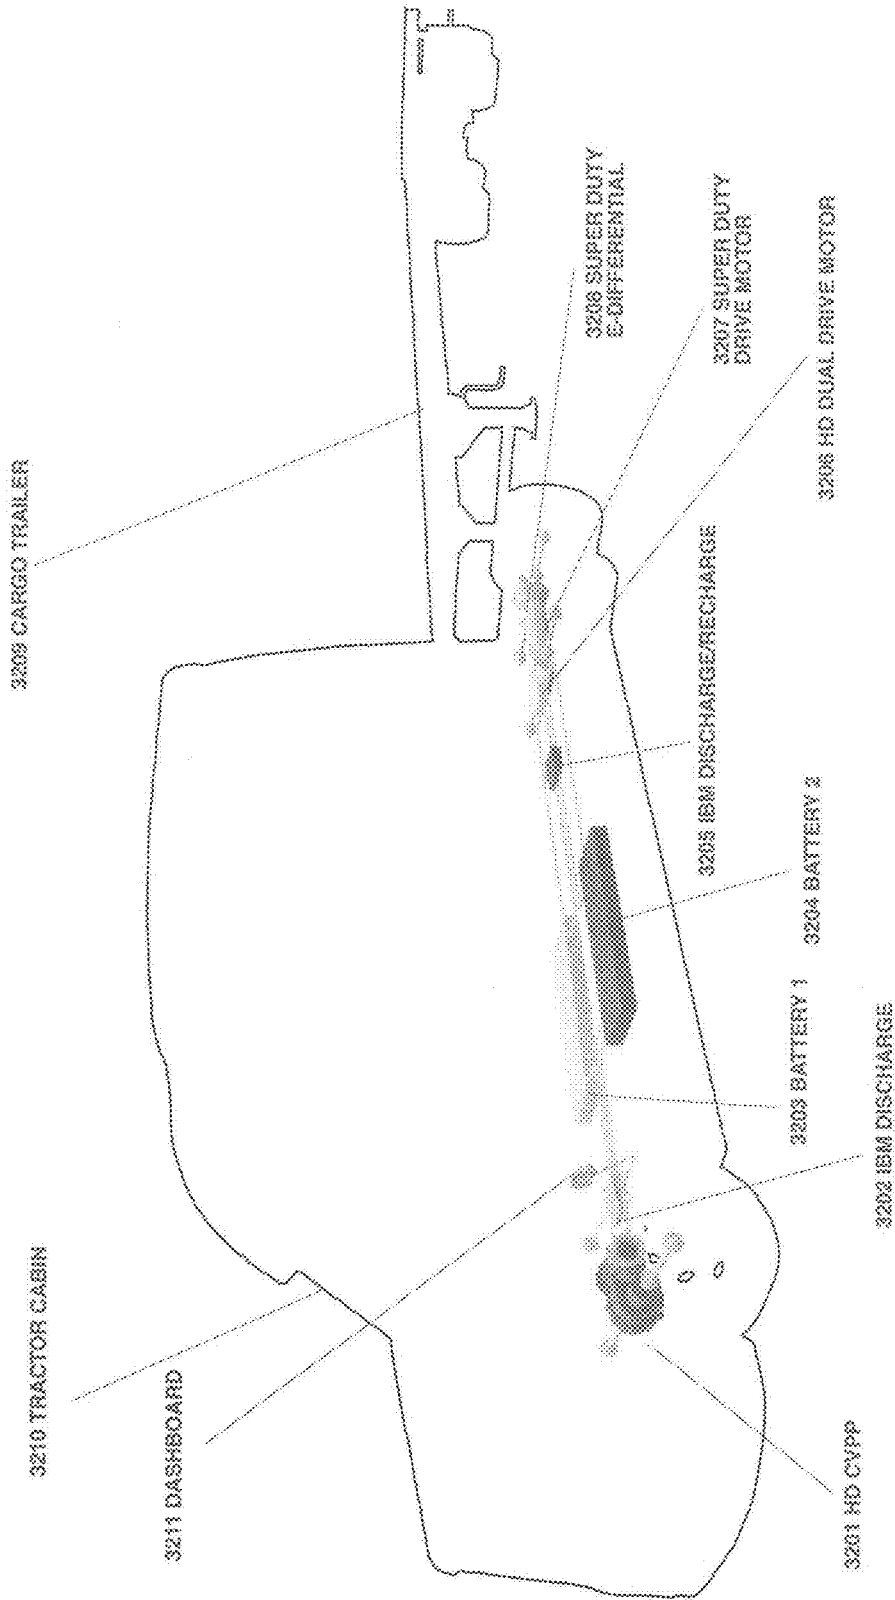 3210 TRACTOR CABIN
3209 CARGO TRAILER
3211 DASHBOARD
3208 SUPER DUTY
E-DIFFERENTIAL
3207 SUPER DUTY
DRIVE MOTOR
3206 HD DUAL DRIVE MOTOR
3205 IBM DISCHARGE/RECHARGE
3204 BATTERY 2
3203 BATTERY 1
3202 IBM DISCHARGE
3201 HD CVPP